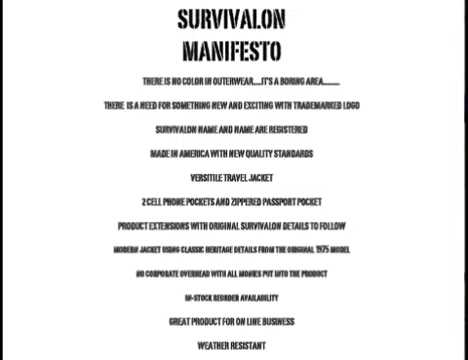 SURVIVALON
MANIFESTO
THERE IS NO COLOR IN OUTERWEAR.....IT'S A BORING AREA..........
THERE IS A NEED FOR SOMETHING NEW AND EXCITING WITH TRADEMARKED LOGO
SURVIVALON NAME AND NAME ARE REGISTERED
MADE IN AMERICA WITH NEW QUALITY STANDARDS
VERSITILE TRAVEL JACKET
2 CELL PHONE POCKETS AND ZIPPERED PASSPORT POCKET
PRODUCT EXTENSIONS WITH ORIGINAL SURVIVALON DETAILS TO FOLLOW
MODERN JACKET USING CLASSIC HERITAGE DETAILS FROM THE ORIGINAL 1975 MODEL
NO CORPORATE OVERHEAD WITH ALL MONIES PUT INTO THE PRODUCT
IN-STOCK REORDER AVAILABILITY
GREAT PRODUCT FOR ON LINE BUSINESS
WEATHER RESISTANT